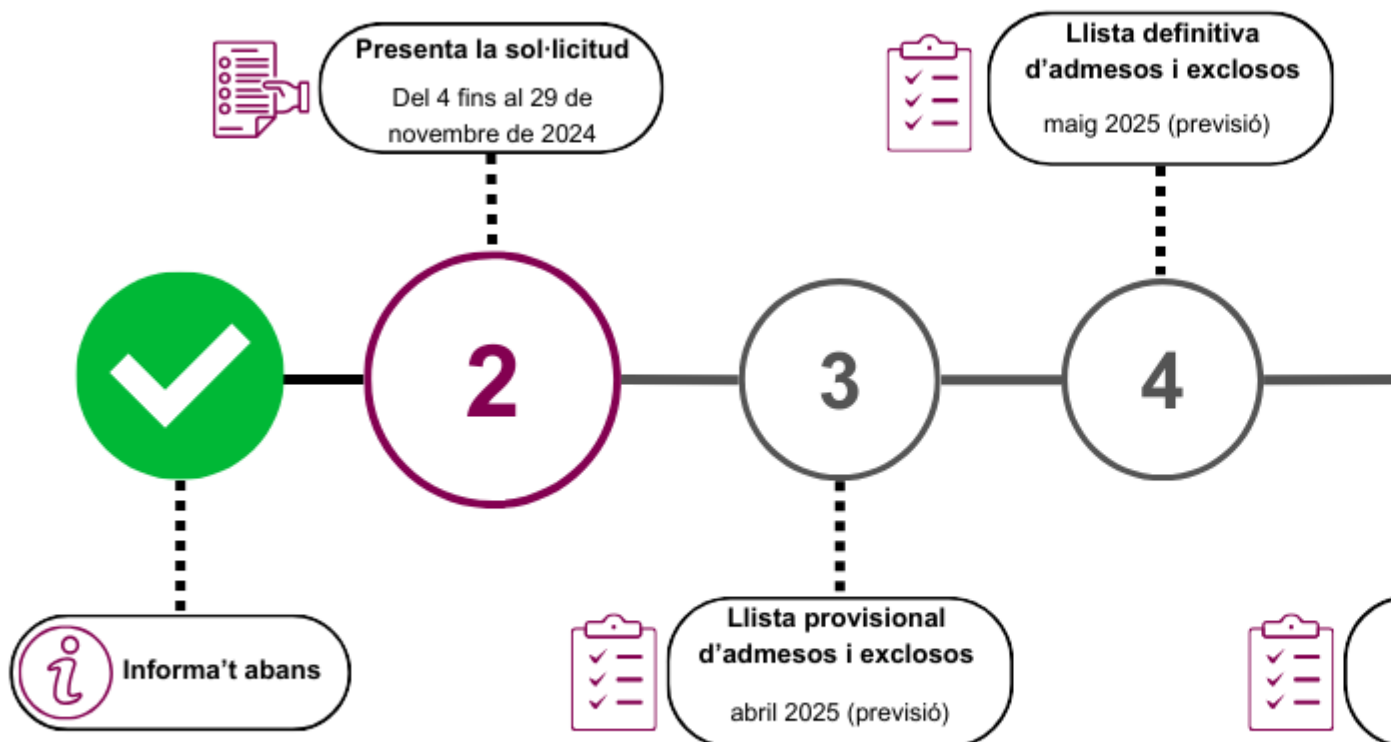 Presenta la sol·licitud
Del 4 fins al 29 de
novembre de 2024
Llista definitiva
d’admesos i exclosos
maig 2025 (previsió)
2
3
4
i
Informa’t abans
Llista provisional
d’admesos i exclosos
abril 2025 (previsió)